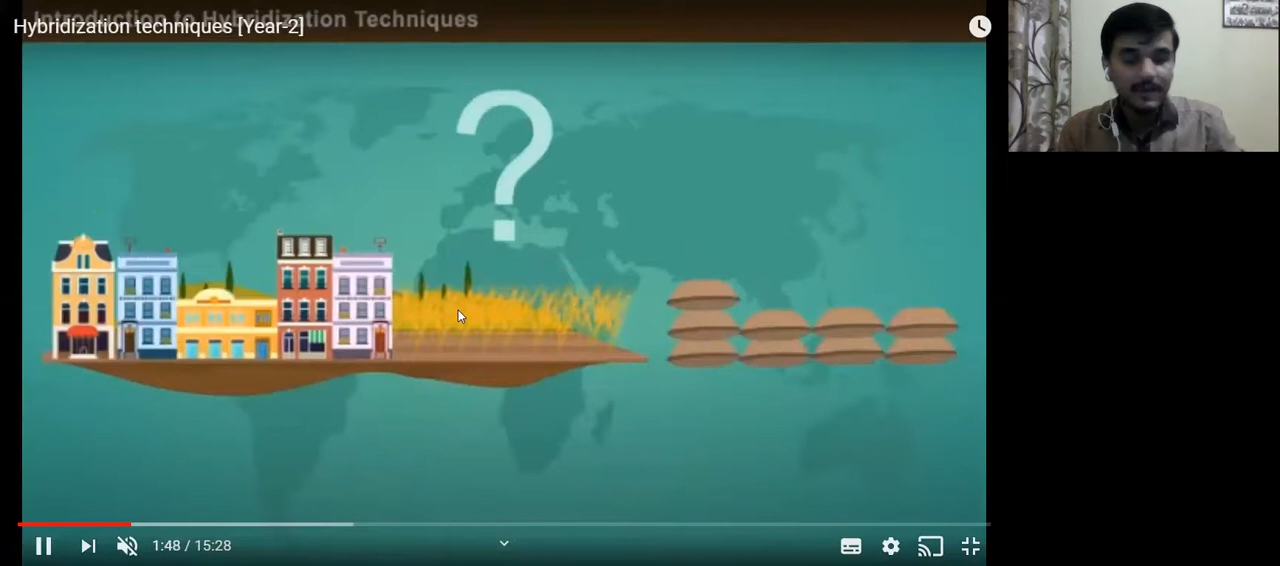 Introduction to Hybridization Techniques
Hybridization techniques [Year-2]
?
1:48 / 15:28